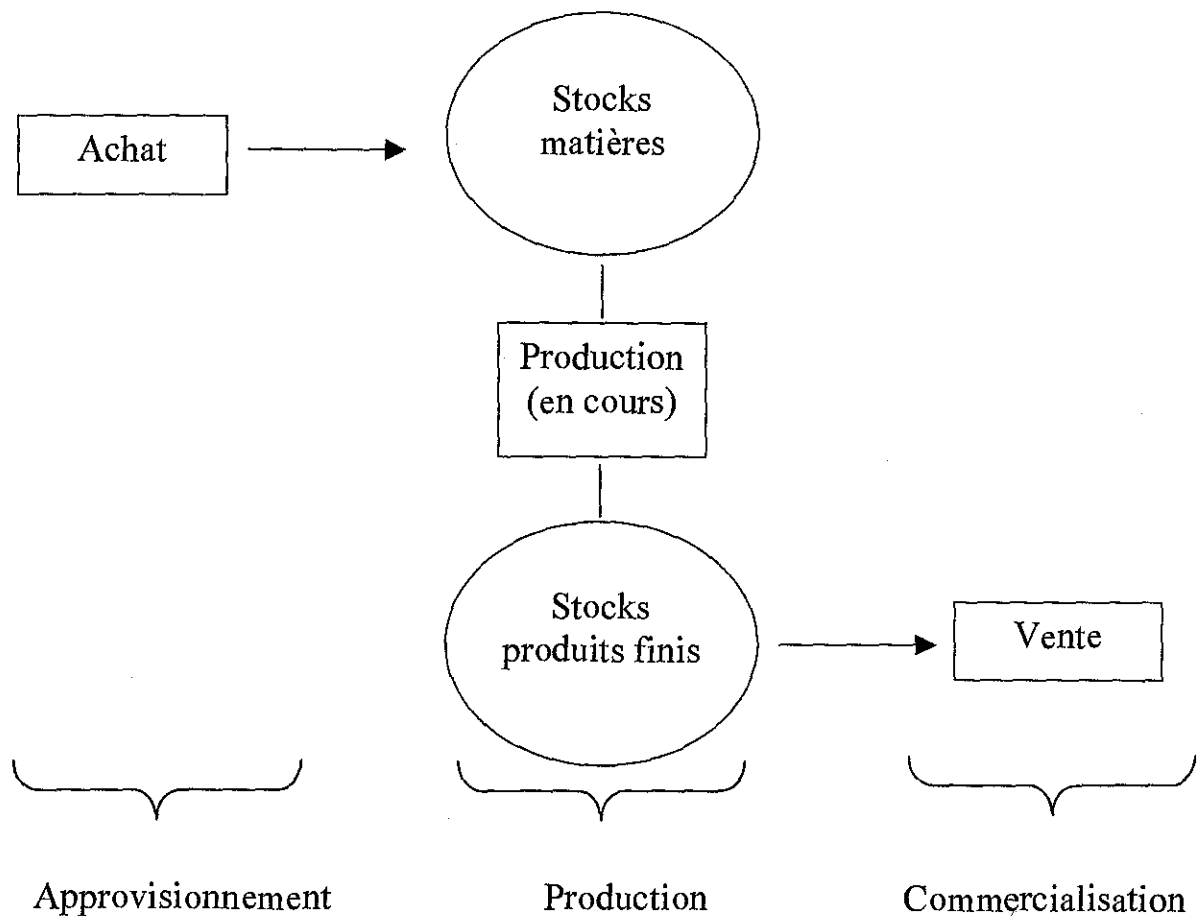 Stocks
matières
Achat
Production
(en cours)
Stocks
produits finis
Vente
Approvisionnement
Production
Commercialisation